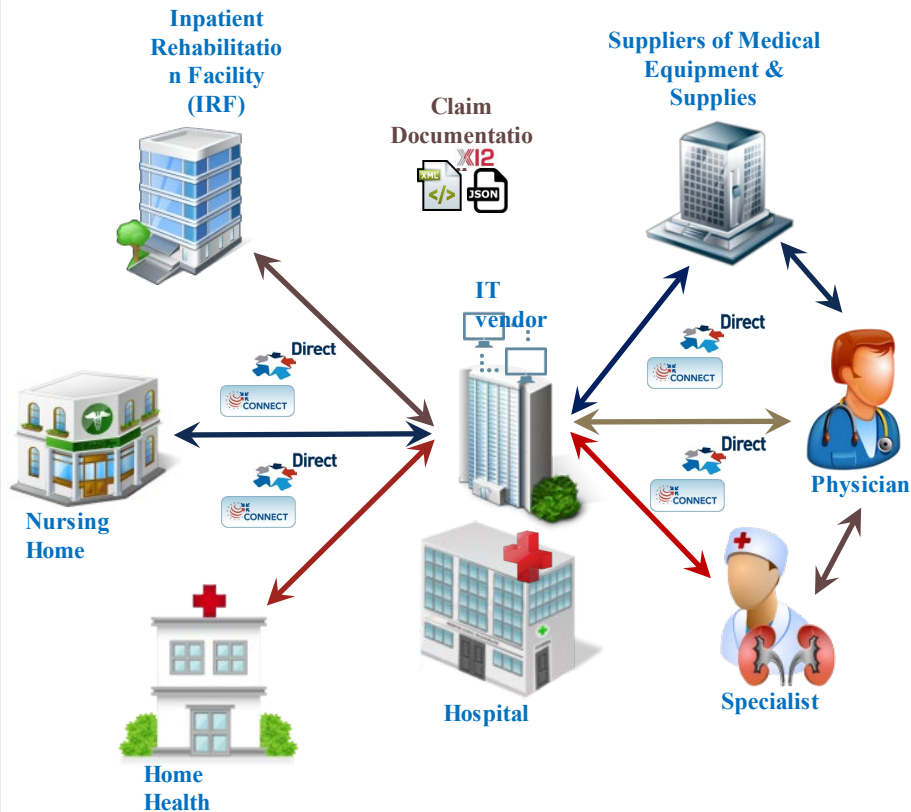 Inpatient
Rehabilitatio
n Facility
(IRF)
Suppliers of Medical
Equipment &
Supplies
Claim
Documentatio
X12
XML
</>
JSON
IT
vendor
Direct
CONNECT
Direct
CONNECT
Direct
CONNECT
Direct
CONNECT
Nursing
Home
Physician
Home
Health
Hospital
Specialist